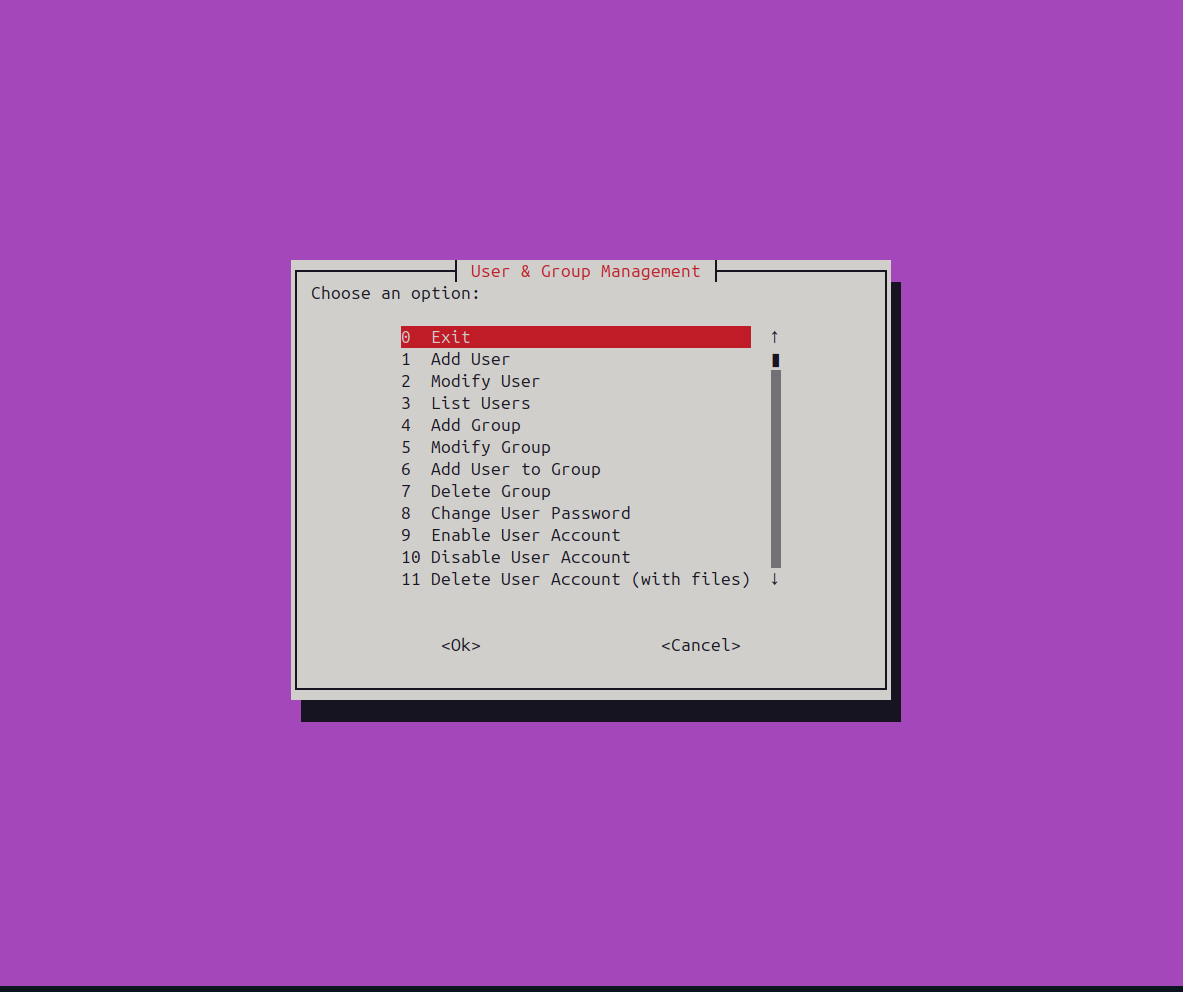 User & Group Management
Choose an option:
0 Exit
1 Add User
2 Modify User
3 List Users
4 Add Group
5 Modify Group
6 Add User to Group
7 Delete Group
8 Change User Password
9 Enable User Account
10 Disable User Account
11 Delete User Account (with files)
<Ok> <Cancel>